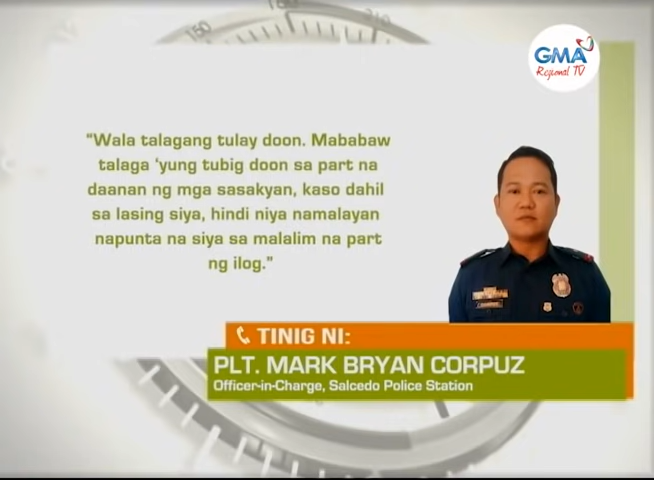 GMA
Regional TV
“Wala talagang tulay doon. Mababaw
talaga ‘yung tubig doon sa part na
daanan ng mga sasakyan, kaso dahil
sa lasing siya, hindi niya namalayan
napunta na siya sa malalim na part
ng ilog.”
TINIG NI:
PLT. MARK BRYAN CORPUZ
Officer-in-Charge, Salcedo Police Station